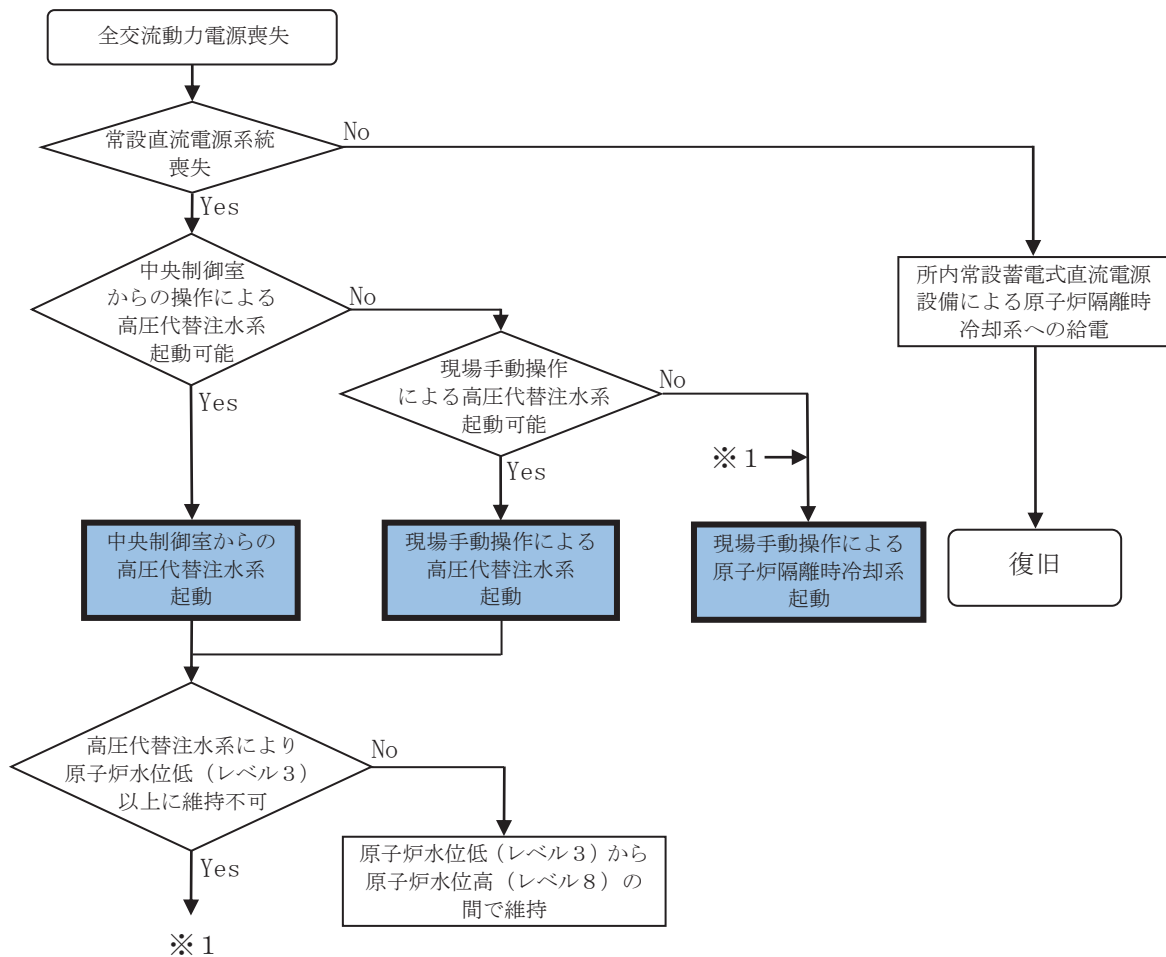 全交流動力電源喪失
常設直流電源系統
喪失
No
Yes
中央制御室
からの操作による
高圧代替注水系
起動可能
No
Yes
所内常設蓄電式直流電源
設備による原子炉隔離時
冷却系への給電
現場手動操作
による高圧代替注水系
起動可能
No
Yes
※1
中央制御室からの
高圧代替注水系
起動
現場手動操作による
高圧代替注水系
起動
現場手動操作による
原子炉隔離時冷却系
起動
復旧
高圧代替注水系により
原子炉水位低（レベル３）
以上に維持不可
No
Yes
原子炉水位低（レベル３）から
原子炉水位高（レベル８）の
間で維持
※1